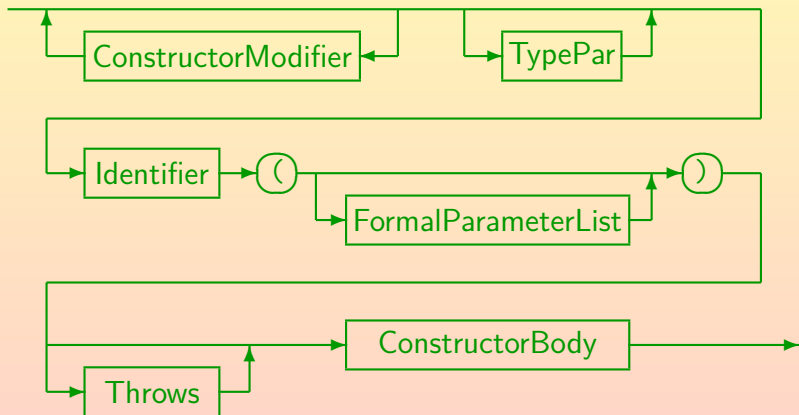 ConstructorModifier TypePar
Identifier ( )
FormalParameterList
ConstructorBody
Throws